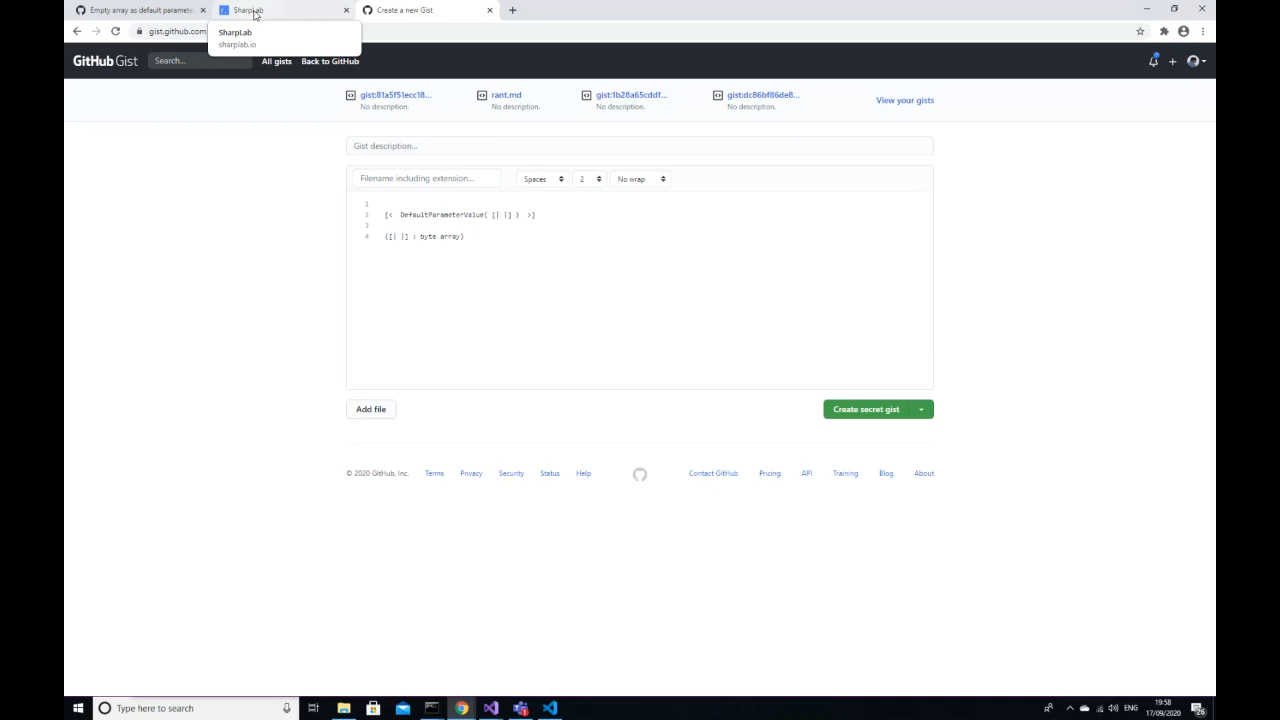 Empty array as default paramete
SharpLab
Create a new Gist
gist.github.com
SharpLab
sharplab.io
GitHub Gist
Search...
All gists
Back to GitHub
gist:81a5f51ecc18...
No description.
rant.md
No description.
gist:1b28a65cddf...
No description.
gist:dc86bf86de8...
No description.
View your gists
Gist description...
Filename including extension...
Spaces
2
No wrap
1
2 [< DefaultParameterValue( [| |] ) >]
3
4 ([| |] : byte array)
Add file
Create secret gist
© 2020 GitHub, Inc.
Terms
Privacy
Security
Status
Help
Contact GitHub
Pricing
API
Training
Blog
About
Type here to search
ENG
19:58
17/09/2020
26